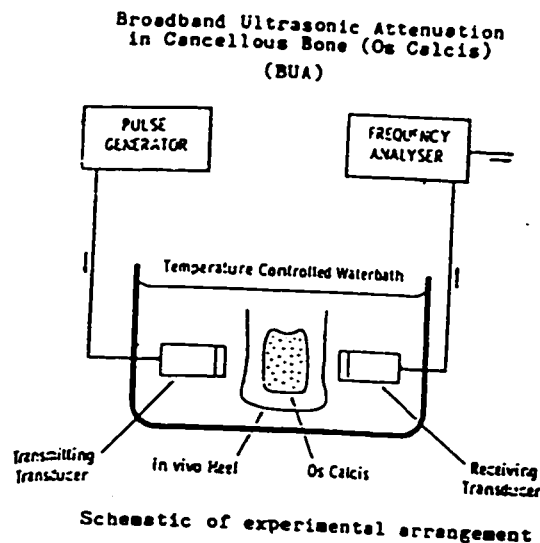 Broadband Ultrasonic Attenuation
in Cancellous Bone (Os Calcis)
(BUA)
PULSE
GENERATOR
FREQUENCY
ANALYSER
Temperature Controlled Waterbath
Transmitting
Transducer
In vivo Heel
Os Calcis
Receiving
Transducer
Schematic of experimental arrangement